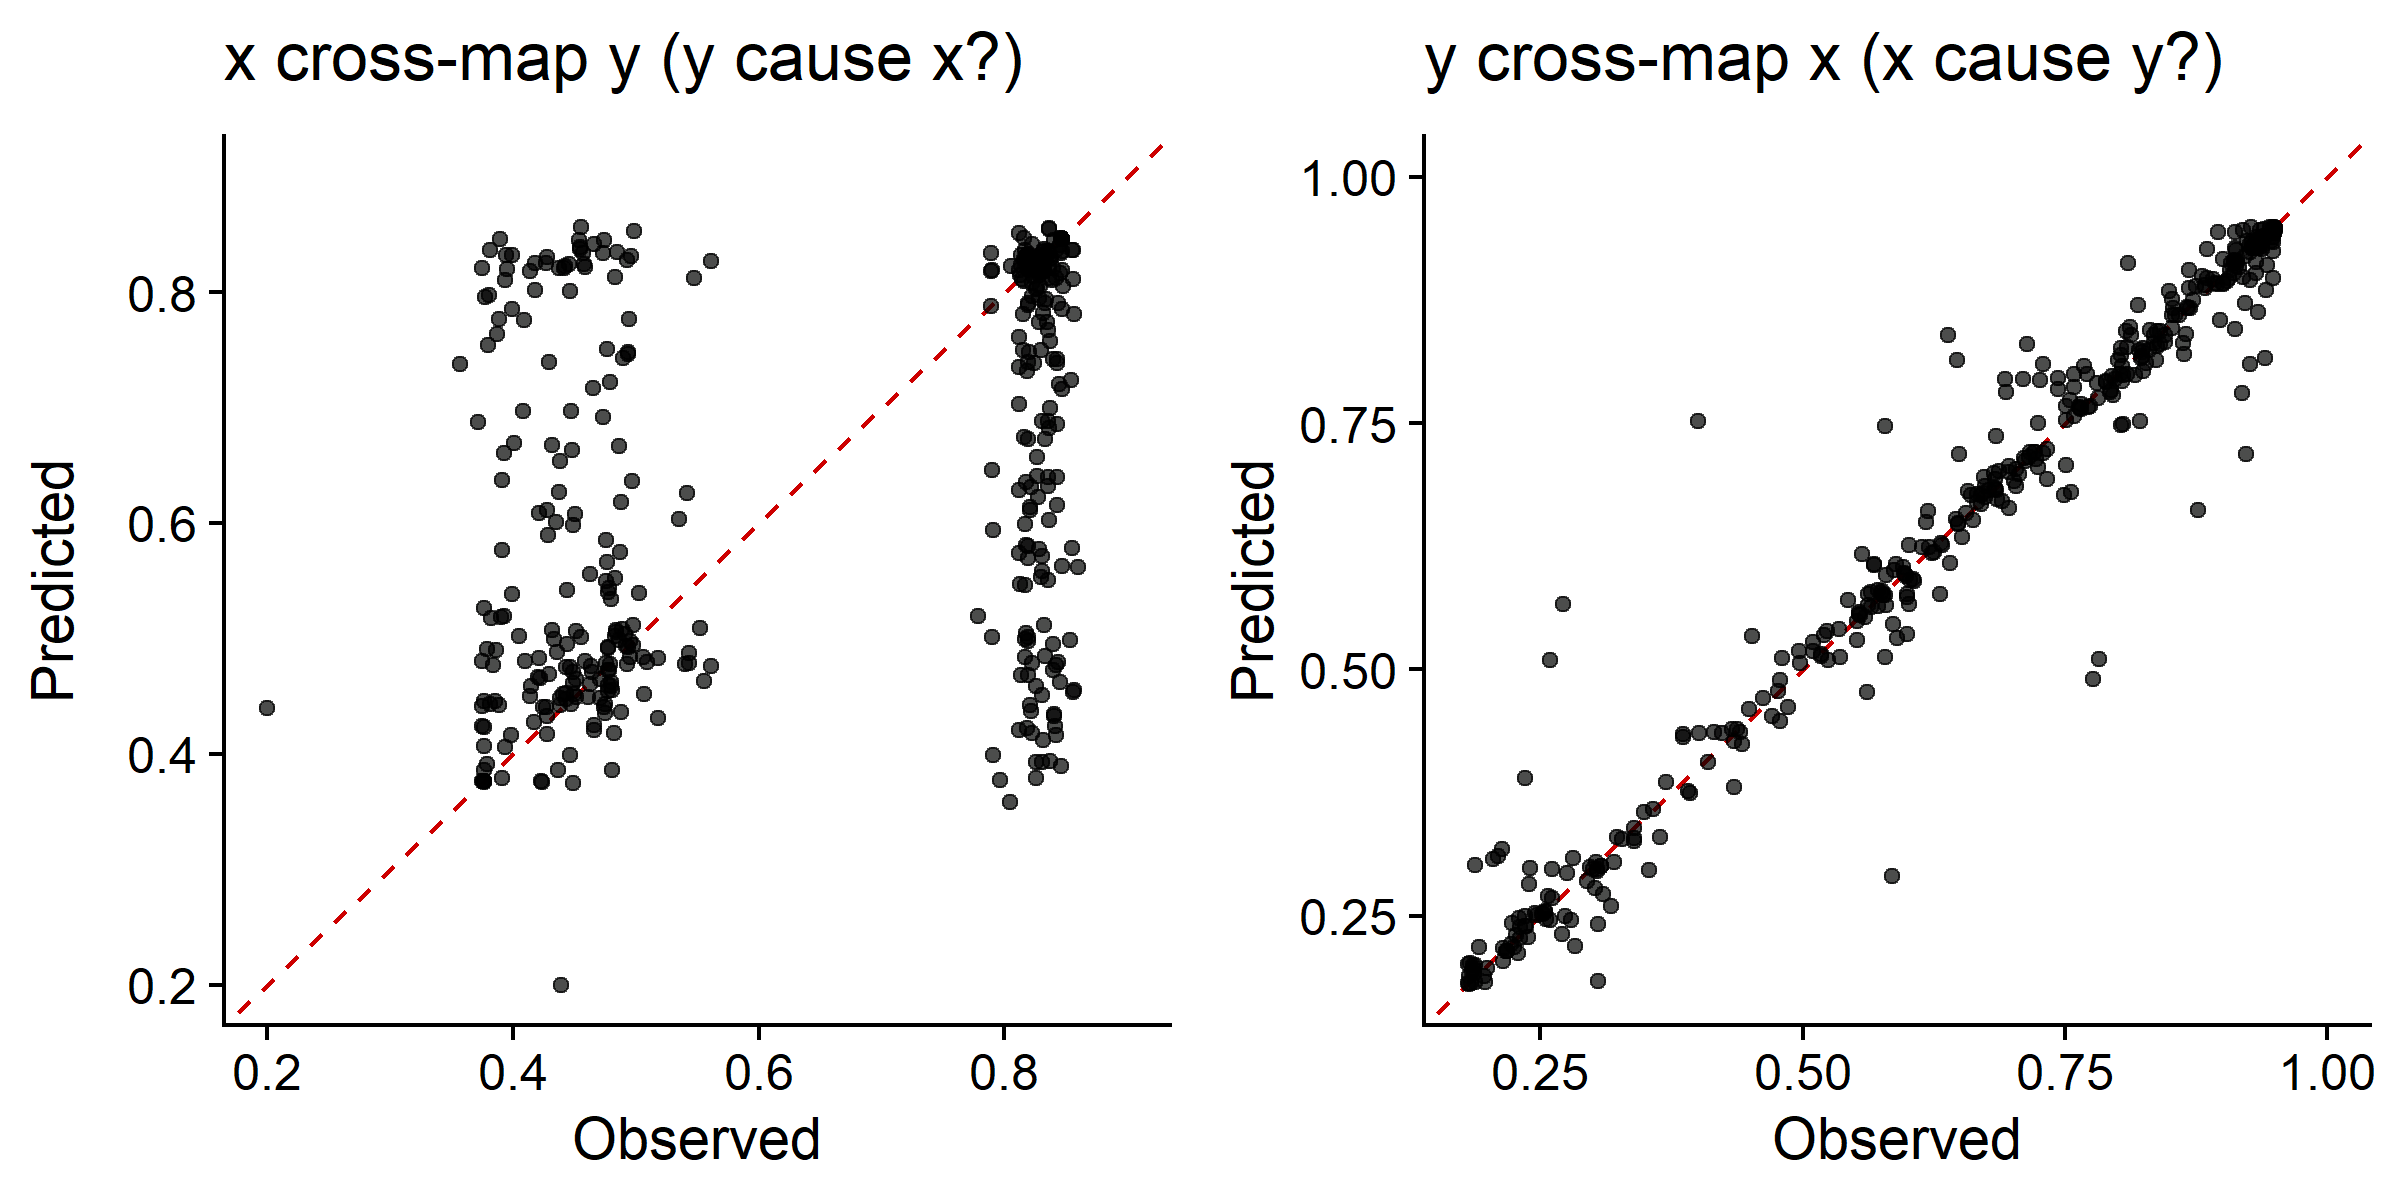 x cross-map y (y cause x?)
Predicted
0.8
0.6
0.4
0.2
0.2 0.4 0.6 0.8
Observed
y cross-map x (x cause y?)
Predicted
1.00
0.75
0.50
0.25
0.25 0.50 0.75 1.00
Observed